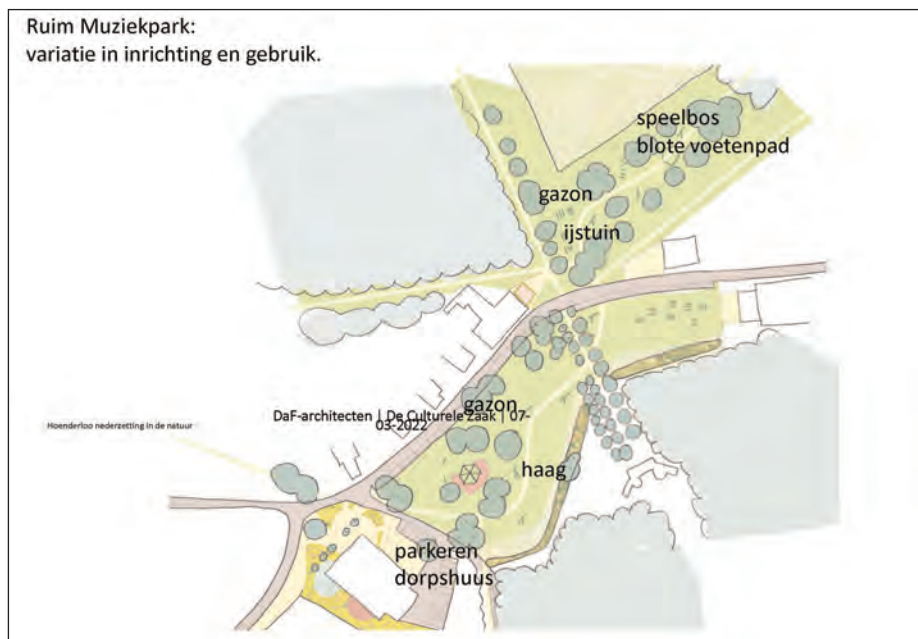 Ruim Muziekpark:
variatie in inrichting en gebruik.
speelbos
blote voetenpad
gazon
ijstuin
gazon
DaF-architecten | De Culturele Zaak | 07-
03-2022
Hoenderloo nederzetting in de natuur
haag
parkeren
dorpshuus